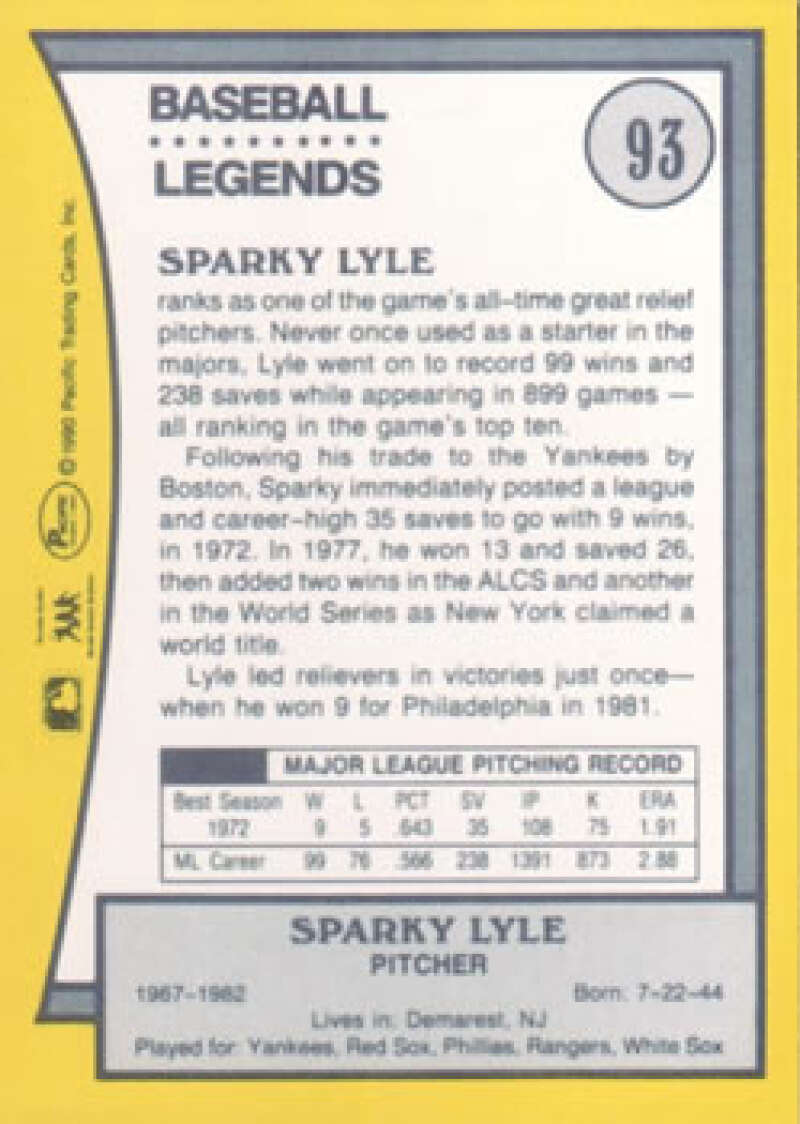 BASEBALL
LEGENDS
93
SPARKY LYLE
ranks as one of the game's all-time great relief
pitchers. Never once used as a starter in the
majors, Lyle went on to record 99 wins and
238 saves while appearing in 899 games —
all ranking in the game's top ten.
Following his trade to the Yankees by
Boston, Sparky immediately posted a league
and career-high 35 saves to go with 9 wins,
in 1972. In 1977, he won 13 and saved 26,
then added two wins in the ALCS and another
in the World Series as New York claimed a
world title.
Lyle led relievers in victories just once—
when he won 9 for Philadelphia in 1981.
MAJOR LEAGUE PITCHING RECORD
Best Season W L PCT SV IP K ERA
1972 9 5 .643 35 108 75 1.91
ML Career 99 76 .566 238 1391 873 2.88
SPARKY LYLE
PITCHER
1967-1982 Born: 7-22-44
Lives in: Demarest, NJ
Played for: Yankees, Red Sox, Phillies, Rangers, White Sox
© 1990 Pacific Trading Cards, Inc.
PACIFIC